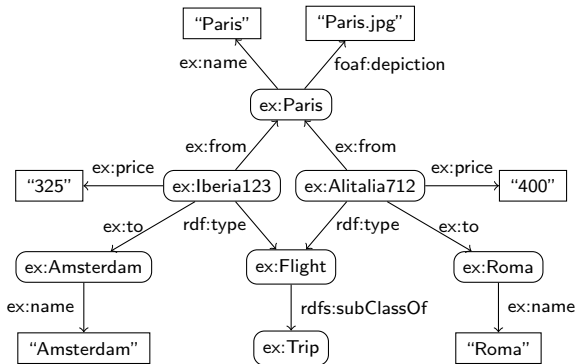 “Paris”
“Paris.jpg”
ex:name
foaf:depiction
ex:Paris
ex:from
ex:from
ex:price
ex:price
“325”
ex:Iberia123
ex:Alitalia712
“400”
ex:to
rdf:type
rdf:type
ex:to
ex:Amsterdam
ex:Flight
ex:Roma
ex:name
rdfs:subClassOf
ex:name
“Amsterdam”
ex:Trip
“Roma”